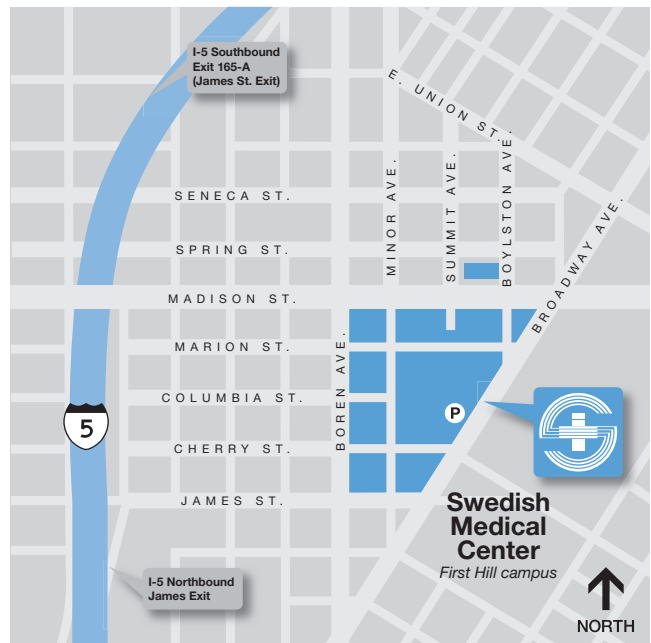 I-5 Southbound
Exit 165-A
(James St. Exit)
E. UNION ST.
SENECA ST.
SPRING ST.
MADISON ST.
MARION ST.
COLUMBIA ST.
CHERRY ST.
JAMES ST.
BOREN AVE.
MINOR AVE.
SUMMIT AVE.
BOYLSTON AVE.
BROADWAY AVE.
5
P
Swedish
Medical
Center
First Hill campus
I-5 Northbound
James Exit
NORTH